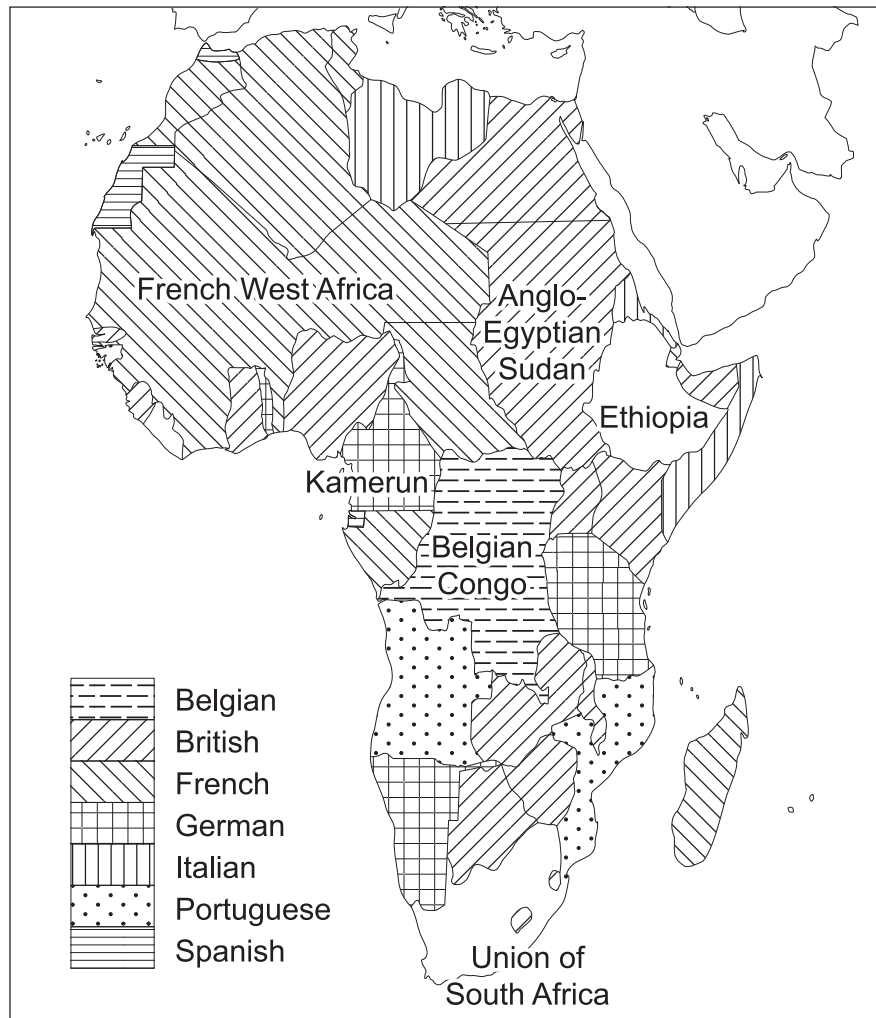 French West Africa
Anglo-
Egyptian
Sudan
Ethiopia
Kamerun
Belgian
Congo
Belgian
British
French
German
Italian
Portuguese
Spanish
Union of
South Africa